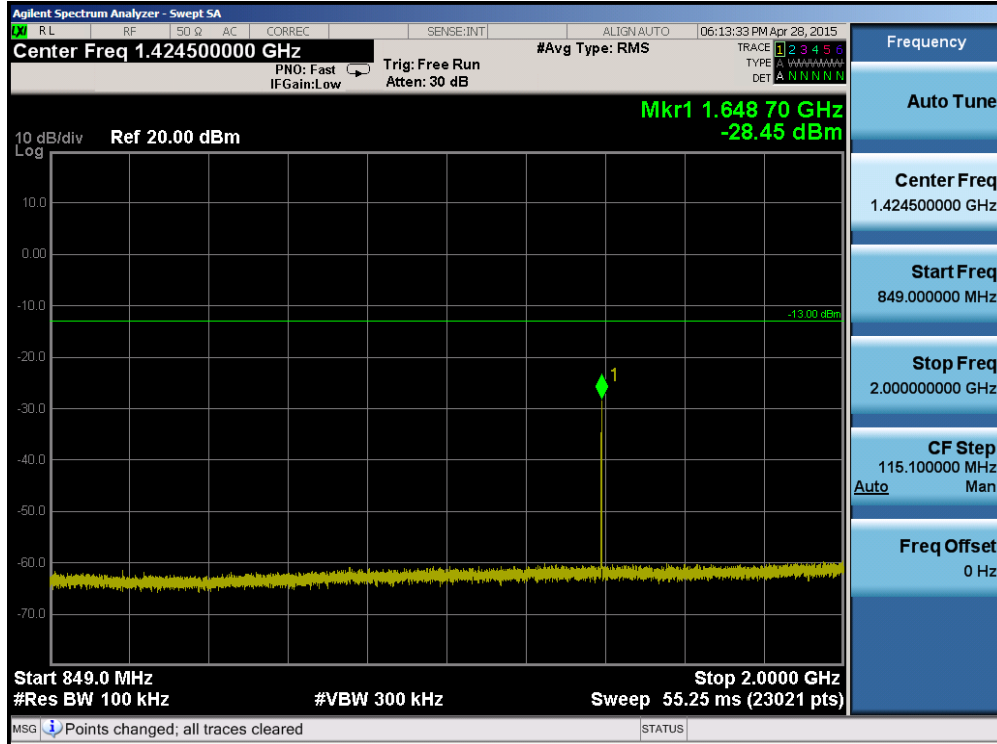 Agilent Spectrum Analyzer - Swept SA
LXI RL RF 50 Ω AC CORREC SENSE:INT ALIGN AUTO 06:13:33 PM Apr 28, 2015
Center Freq 1.424500000 GHz
PNO: Fast
IFGain:Low
Trig: Free Run
Atten: 30 dB
#Avg Type: RMS
TRACE 1 2 3 4 5 6
TYPE A WWWWW
DET A N N N N N
Mkr1 1.648 70 GHz
-28.45 dBm
10 dB/div Ref 20.00 dBm
Log
10.0
0.00
-10.0
-13.00 dBm
-20.0
1
-30.0
-40.0
-50.0
-60.0
-70.0
Start 849.0 MHz Stop 2.0000 GHz
#Res BW 100 kHz #VBW 300 kHz Sweep 55.25 ms (23021 pts)
MSG Points changed; all traces cleared STATUS
Frequency
Auto Tune
Center Freq
1.424500000 GHz
Start Freq
849.000000 MHz
Stop Freq
2.000000000 GHz
CF Step
115.100000 MHz
Auto Man
Freq Offset
0 Hz